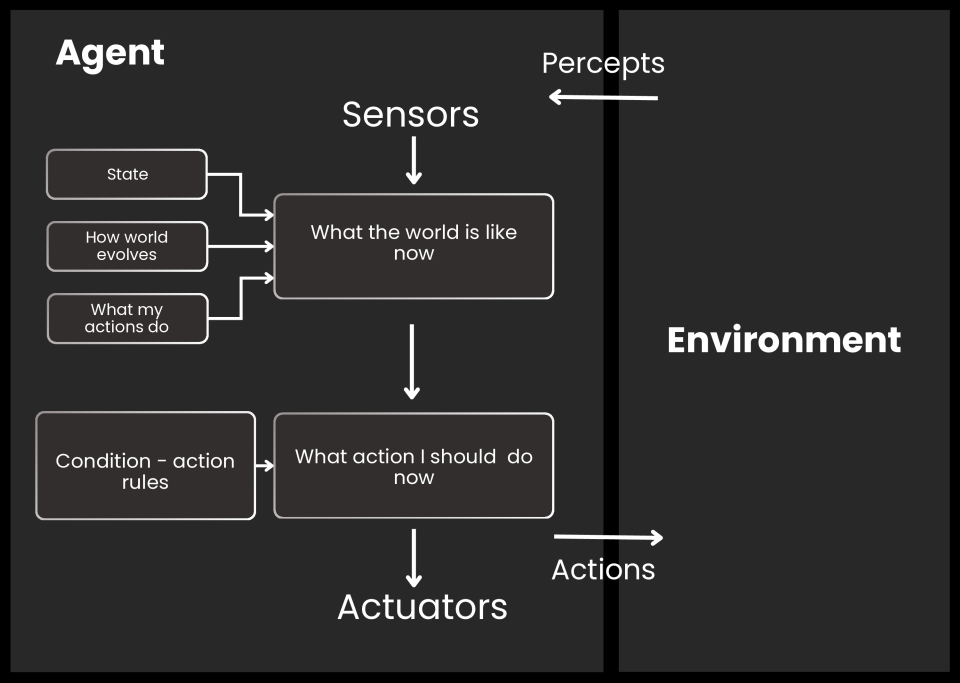 Agent
Percepts
Sensors
State
How world
evolves
What my
actions do
What the world is like
now
Environment
Condition - action
rules
What action I should  do
now
Actions
Actuators